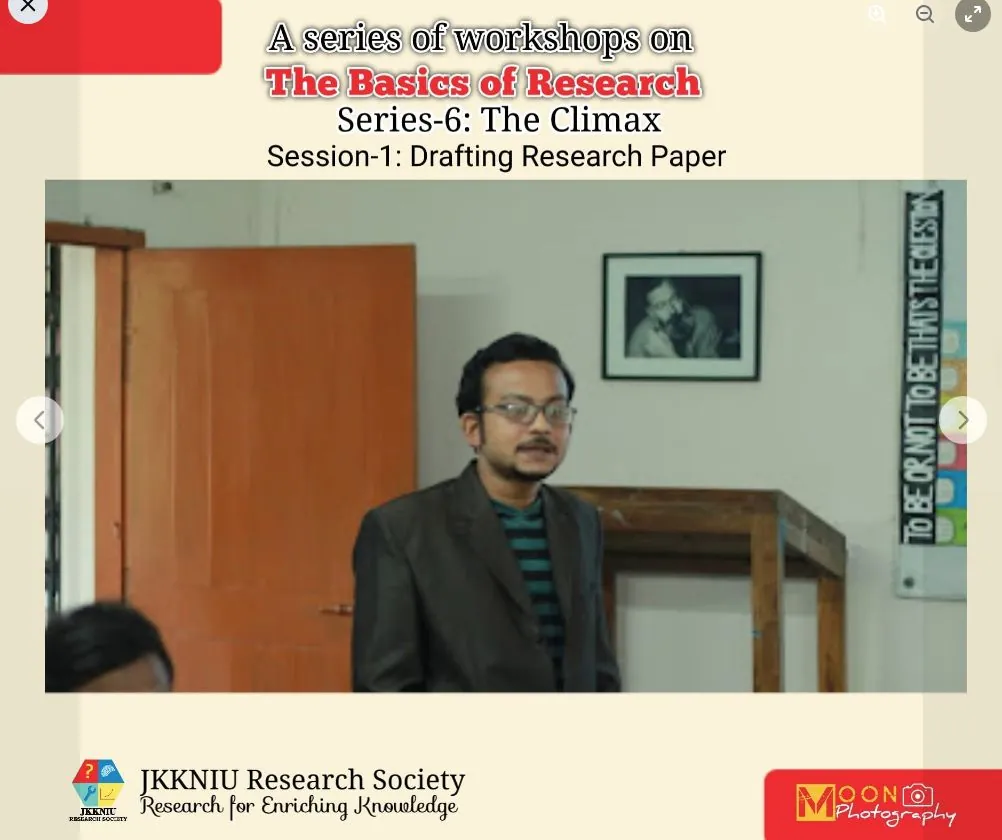 A series of workshops on
The Basics of Research
Series-6: The Climax
Session-1: Drafting Research Paper
TO BE OR NOT TO BE THAT'S THE QUESTION
?
JKKNIU
RESEARCH SOCIETY
JKKNIU Research Society
Research for Enriching Knowledge
MOON
Photography